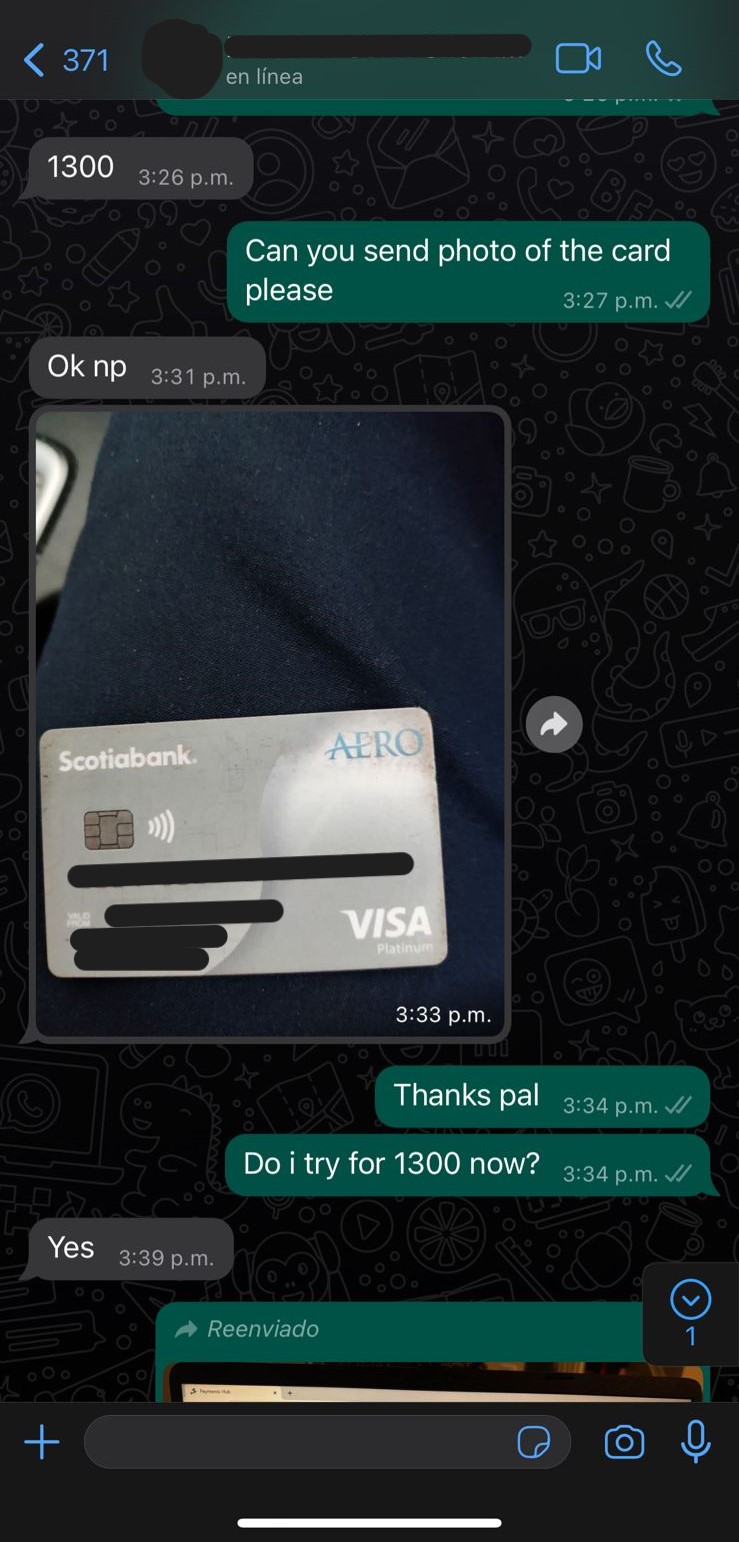 371
en línea
1300 3:26 p.m.
Can you send photo of the card
please 3:27 p.m.
Ok np 3:31 p.m.
Scotiabank. AERO
VALID
FROM
VISA
Platinum
3:33 p.m.
Thanks pal 3:34 p.m.
Do i try for 1300 now? 3:34 p.m.
Yes 3:39 p.m.
Reenviado
1
Payments Hub